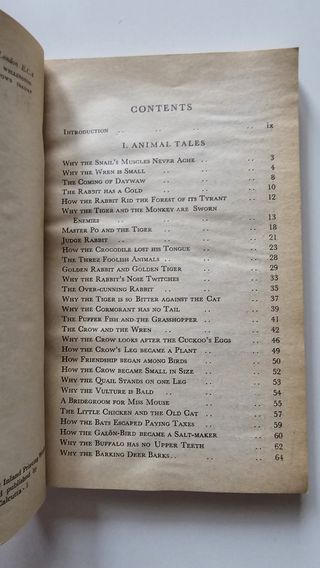 London E.C.4
WELLINGTON
CONTENTS
INTRODUCTION .. .. .. .. ix
I. ANIMAL TALES
WHY THE SNAIL'S MUSCLES NEVER ACHE .. .. 3
WHY THE WREN IS SMALL .. .. 4
THE COMING OF DAYWAW .. .. 8
THE RABBIT HAS A COLD .. .. 10
HOW THE RABBIT RID THE FOREST OF ITS TYRANT .. 12
WHY THE TIGER AND THE MONKEY ARE SWORN
ENEMIES .. .. .. 13
MASTER PO AND THE TIGER .. .. 18
JUDGE RABBIT .. .. .. 21
HOW THE CROCODILE LOST HIS TONGUE .. .. 23
THE THREE FOOLISH ANIMALS .. .. .. 28
GOLDEN RABBIT AND GOLDEN TIGER .. .. 29
WHY THE RABBIT'S NOSE TWITCHES .. .. 33
THE OVER-CUNNING RABBIT .. .. 35
WHY THE TIGER IS SO BITTER AGAINST THE CAT .. 37
WHY THE CORMORANT HAS NO TAIL .. .. 39
THE PUFFER FISH AND THE GRASSHOPPER .. .. 41
THE CROW AND THE WREN .. .. 42
WHY THE CROW LOOKS AFTER THE CUCKOO'S EGGS .. 46
HOW THE CROW'S LEG BECAME A PLANT .. .. 49
HOW FRIENDSHIP BEGAN AMONG BIRDS .. .. 50
HOW THE CROW BECAME SMALL IN SIZE .. .. 52
WHY THE QUAIL STANDS ON ONE LEG .. .. 53
WHY THE VULTURE IS BALD .. .. 54
A BRIDEGROOM FOR MISS MOUSE .. .. 55
THE LITTLE CHICKEN AND THE OLD CAT .. .. 57
HOW THE BATS ESCAPED PAYING TAXES .. .. 59
HOW THE GALÔN-BIRD BECAME A SALT-MAKER .. 60
WHY THE BUFFALO HAS NO UPPER TEETH .. .. 62
WHY THE BARKING DEER BARKS .. .. .. 64
Inland Printing
published by
Calcutta - 1